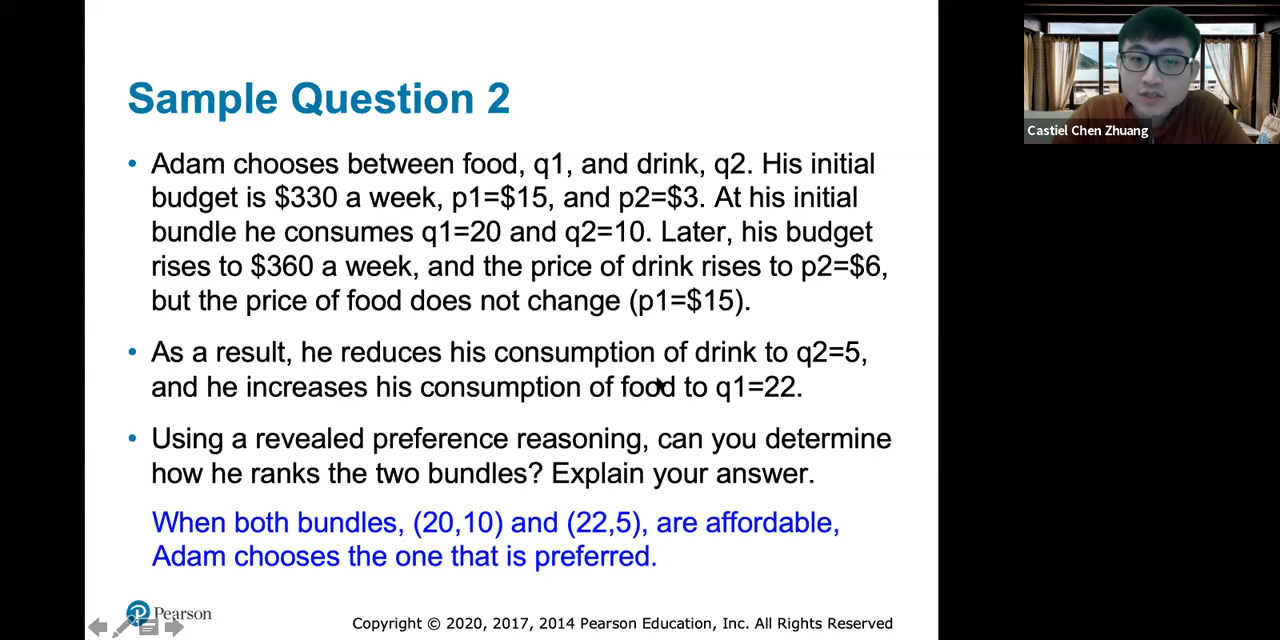 Sample Question 2
• Adam chooses between food, q1, and drink, q2. His initial
budget is $330 a week, p1=$15, and p2=$3. At his initial
bundle he consumes q1=20 and q2=10. Later, his budget
rises to $360 a week, and the price of drink rises to p2=$6,
but the price of food does not change (p1=$15).
• As a result, he reduces his consumption of drink to q2=5,
and he increases his consumption of food to q1=22.
• Using a revealed preference reasoning, can you determine
how he ranks the two bundles? Explain your answer.
When both bundles, (20,10) and (22,5), are affordable,
Adam chooses the one that is preferred.
Pearson
Copyright © 2020, 2017, 2014 Pearson Education, Inc. All Rights Reserved
Castiel Chen Zhuang